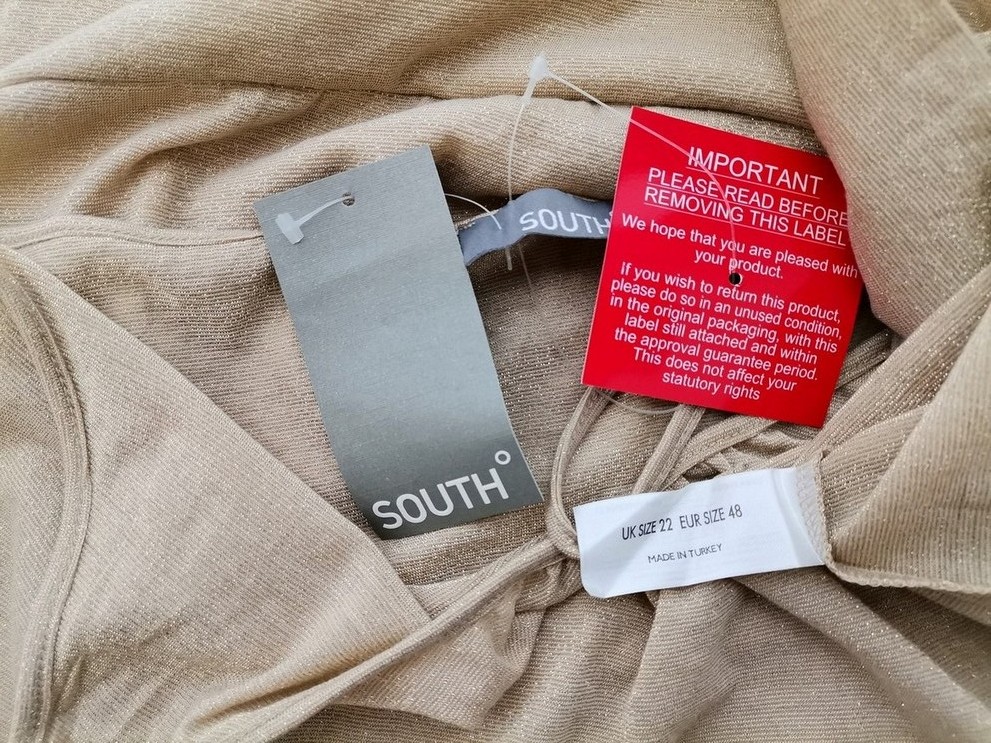 SOUTH
IMPORTANT
PLEASE READ BEFORE
REMOVING THIS LABEL
We hope that you are pleased with
your product.
If you wish to return this product,
please do so in an unused condition,
in the original packaging, with this
label still attached and within
the approval guarantee period.
This does not affect your
statutory rights
SOUTH°
UK SIZE 22 EUR SIZE 48
MADE IN TURKEY